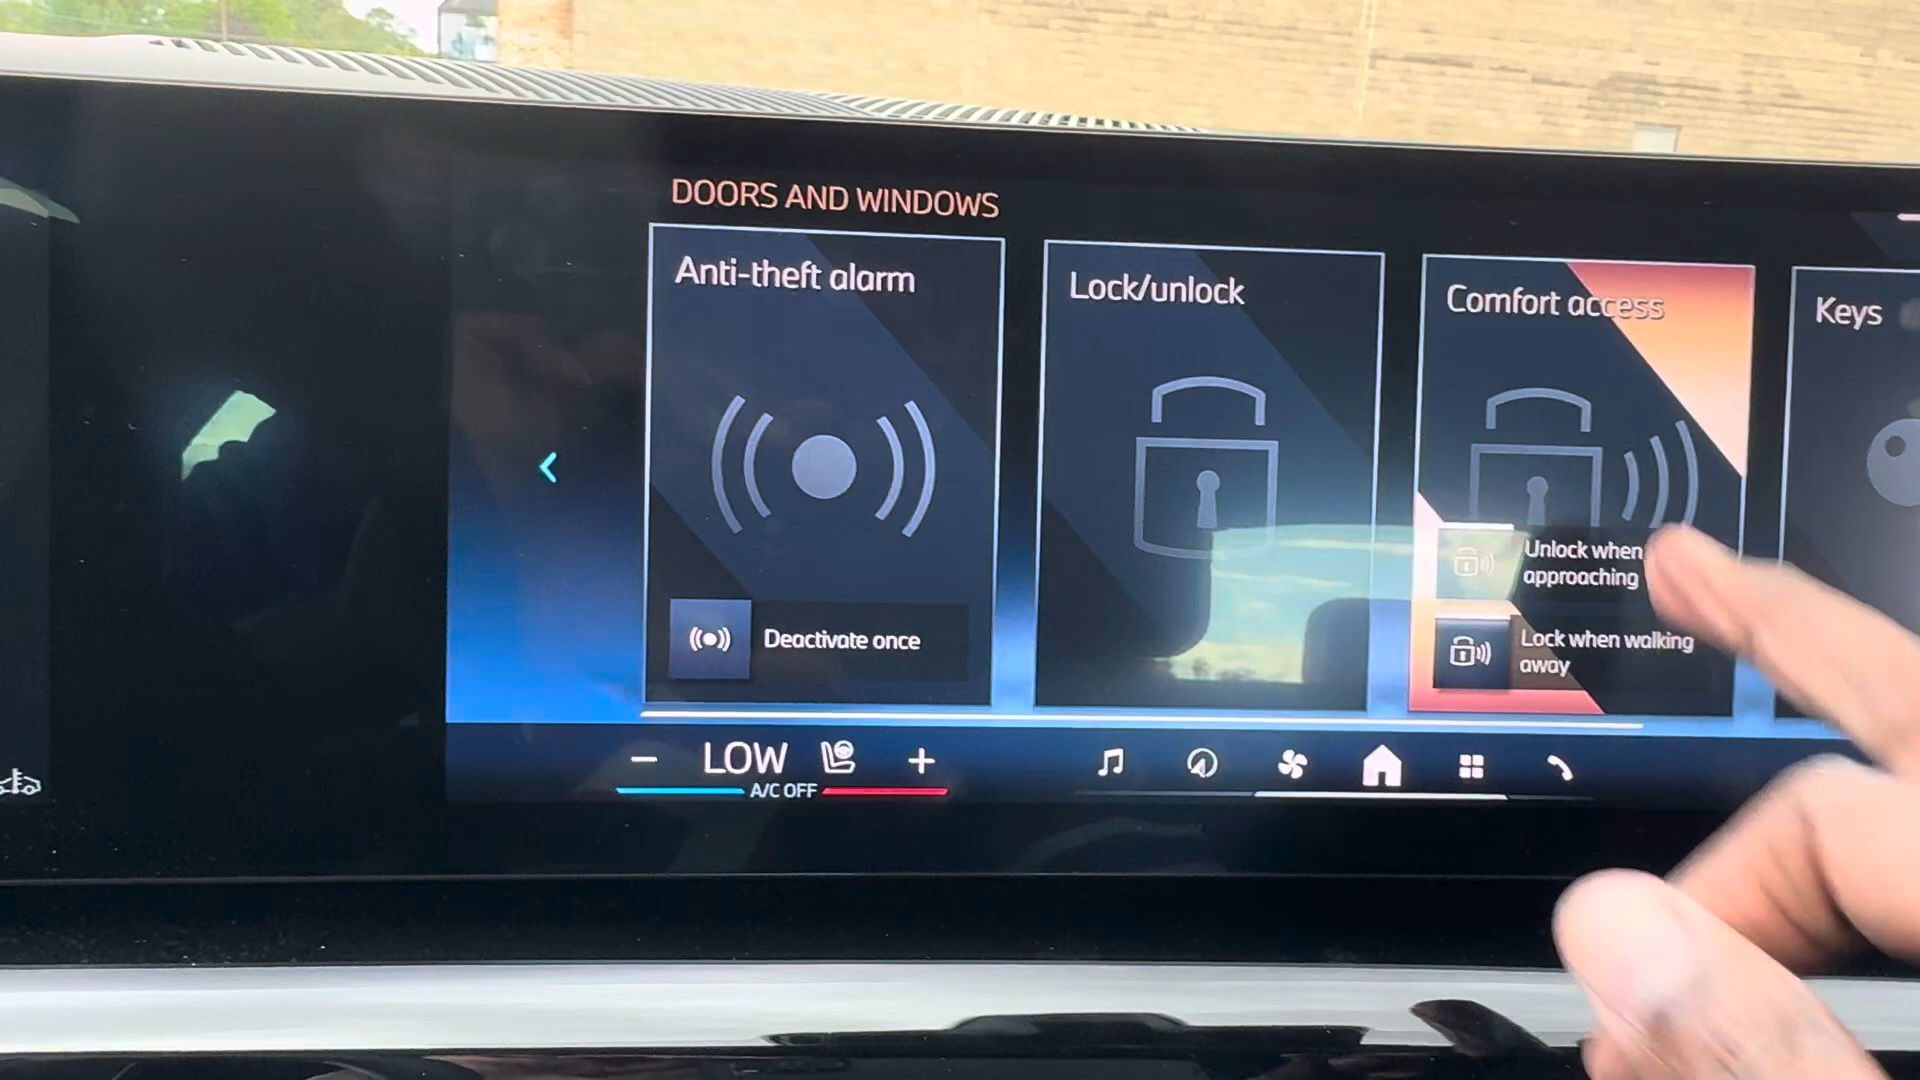 DOORS AND WINDOWS
Anti-theft alarm
Lock/unlock
Comfort access
Keys
Unlock when
approaching
Deactivate once
Lock when walking
away
LOW
A/C OFF